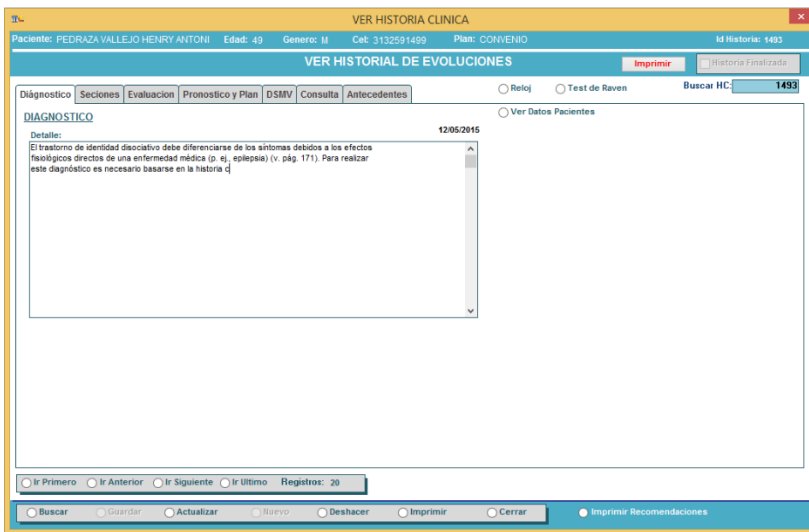 VER HISTORIA CLINICA
Paciente: PEDRAZA VALLEJO HENRY ANTONI Edad: 49 Genero: M Cel: 3132591499 Plan: CONVENIO Id Historia: 1493
VER HISTORIAL DE EVOLUCIONES
Imprimir
Historia Finalizada
Diágnostico Seciones Evaluacion Pronostico y Plan DSMV Consulta Antecedentes
Reloj Test de Raven Buscar HC: 1493
Ver Datos Pacientes
DIAGNOSTICO
12/05/2015
Detalle:
El trastorno de identidad disociativo debe diferenciarse de los síntomas debidos a los efectos
fisiológicos directos de una enfermedad médica (p. ej., epilepsia) (v. pág. 171). Para realizar
este diagnóstico es necesario basarse en la historia c
Ir Primero Ir Anterior Ir Siguiente Ir Ultimo Registros: 20
Buscar Guardar Actualizar Nuevo Deshacer Imprimir Cerrar Imprimir Recomendaciones